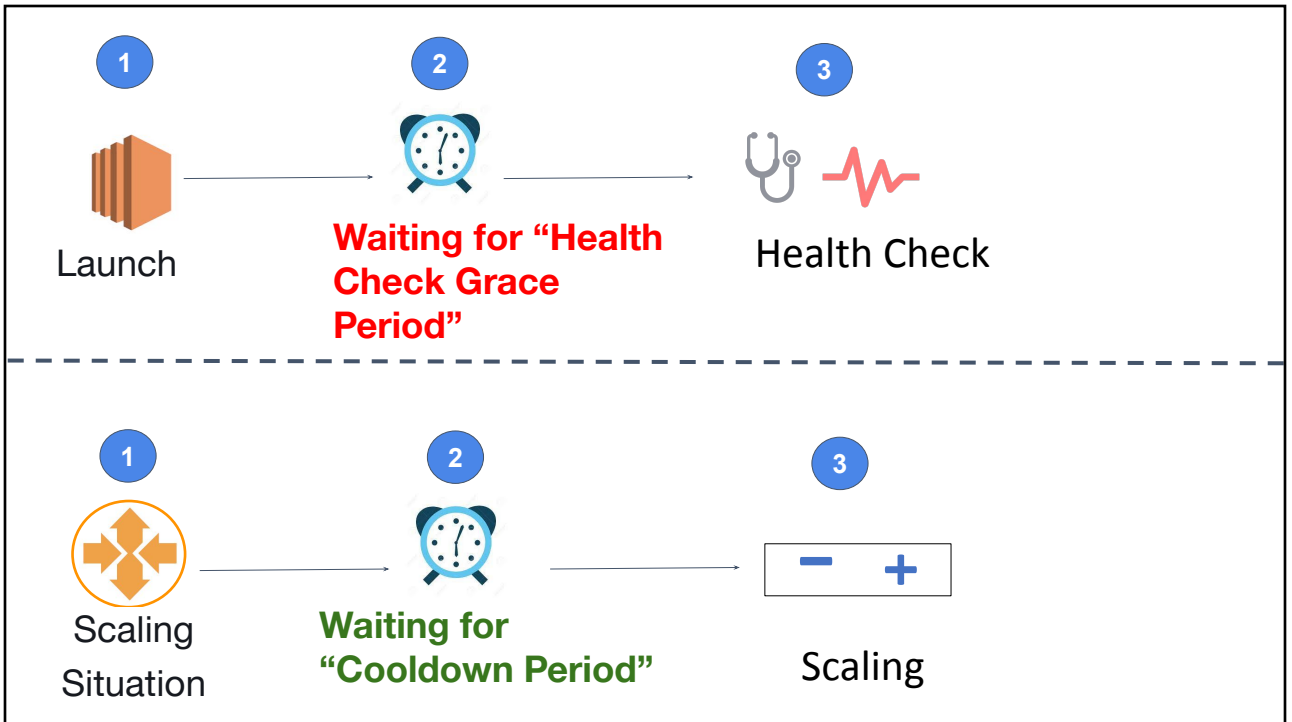 1
2
3
Launch
Waiting for “Health
Check Grace
Period”
Health Check
1
2
3
Scaling
Situation
Waiting for
“Cooldown Period”
Scaling